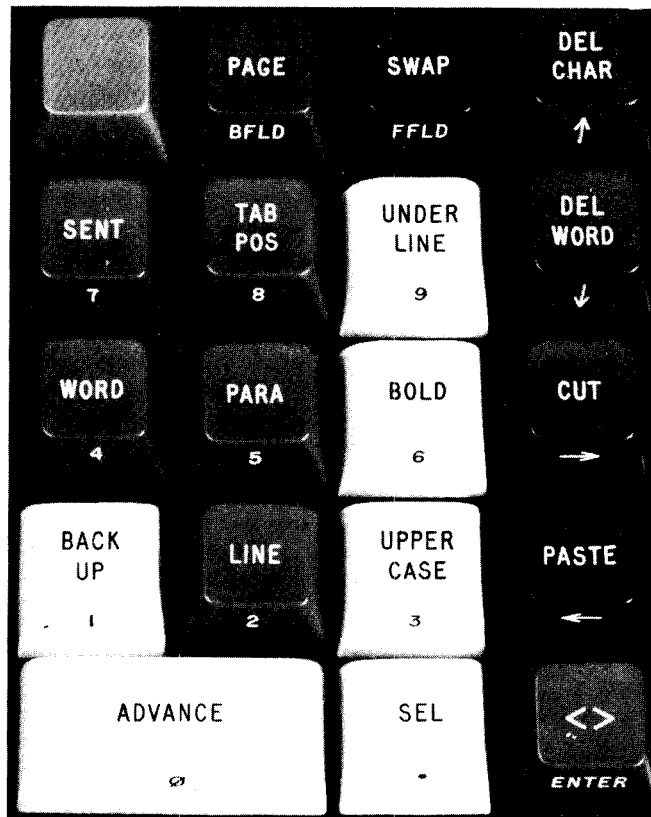 DEL
PAGE SWAP CHAR
BFLD FFLD ↑
SENT TAB UNDER DEL
POS LINE WORD
7 8 9 ↓
WORD PARA BOLD CUT
4 5 6 →
BACK LINE UPPER PASTE
UP CASE
1 2 3 ←
ADVANCE SEL <>
Ø . ENTER